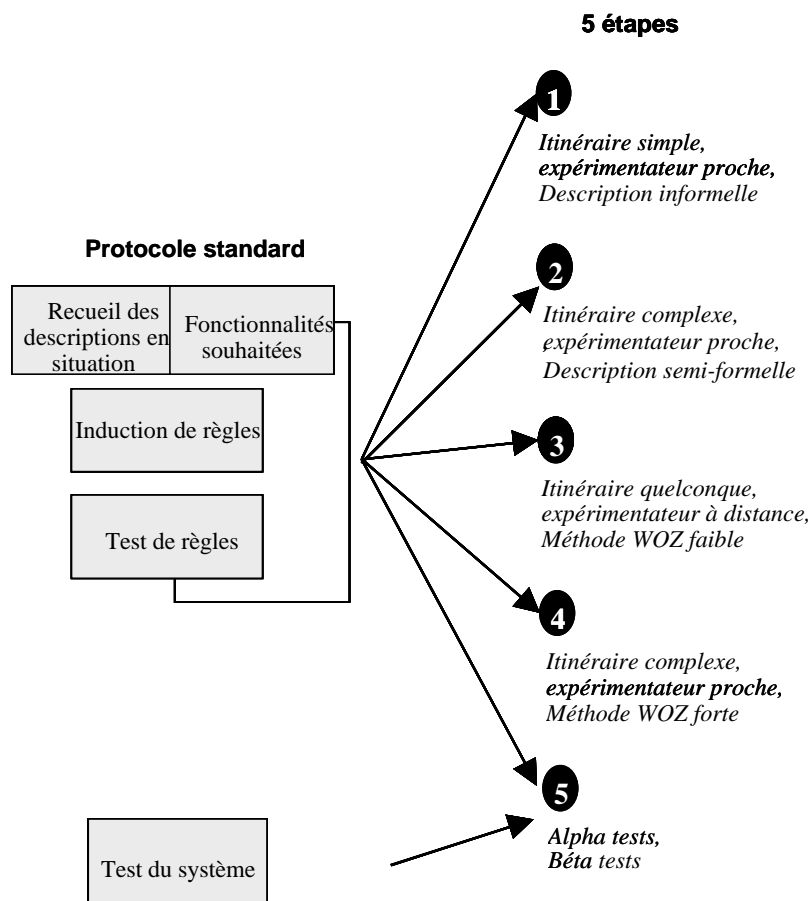 5 étapes
1
Itinéraire simple,
expérimentateur proche,
Description informelle
Protocole standard
Recueil des
descriptions en
situation
Fonctionnalités
souhaitées
Induction de règles
Test de règles
2
Itinéraire complexe,
expérimentateur proche,
Description semi-formelle
3
Itinéraire quelconque,
expérimentateur à distance,
Méthode WOZ faible
4
Itinéraire complexe,
expérimentateur proche,
Méthode WOZ forte
5
Alpha tests,
Béta tests
Test du système